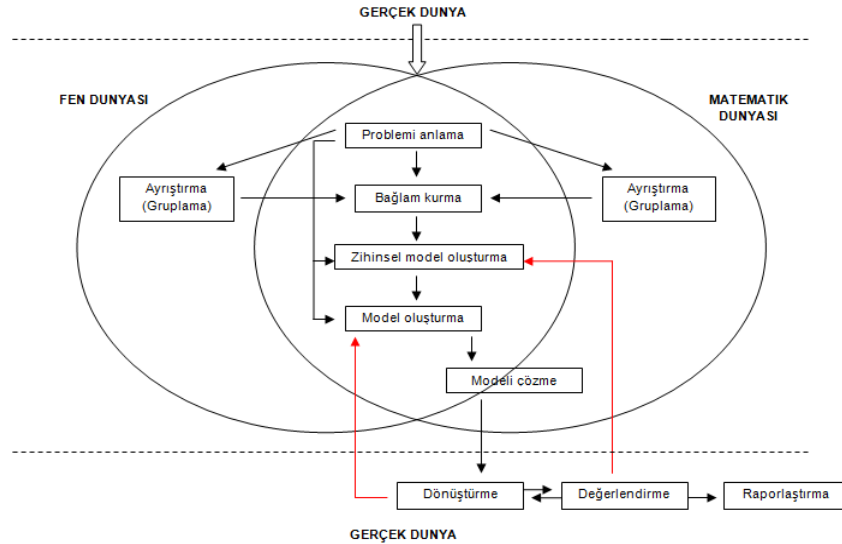 GERÇEK DUNYA
FEN DUNYASI
MATEMATIK
DUNYASI
Problemi anlama
Ayrıştırma
(Gruplama)
Bağlam kurma
Ayrıştırma
(Gruplama)
Zihinsel model oluşturma
Model oluşturma
Modeli cözme
Dönüştürme
Değerlendirme
Raporlaştırma
GERÇEK DUNYA